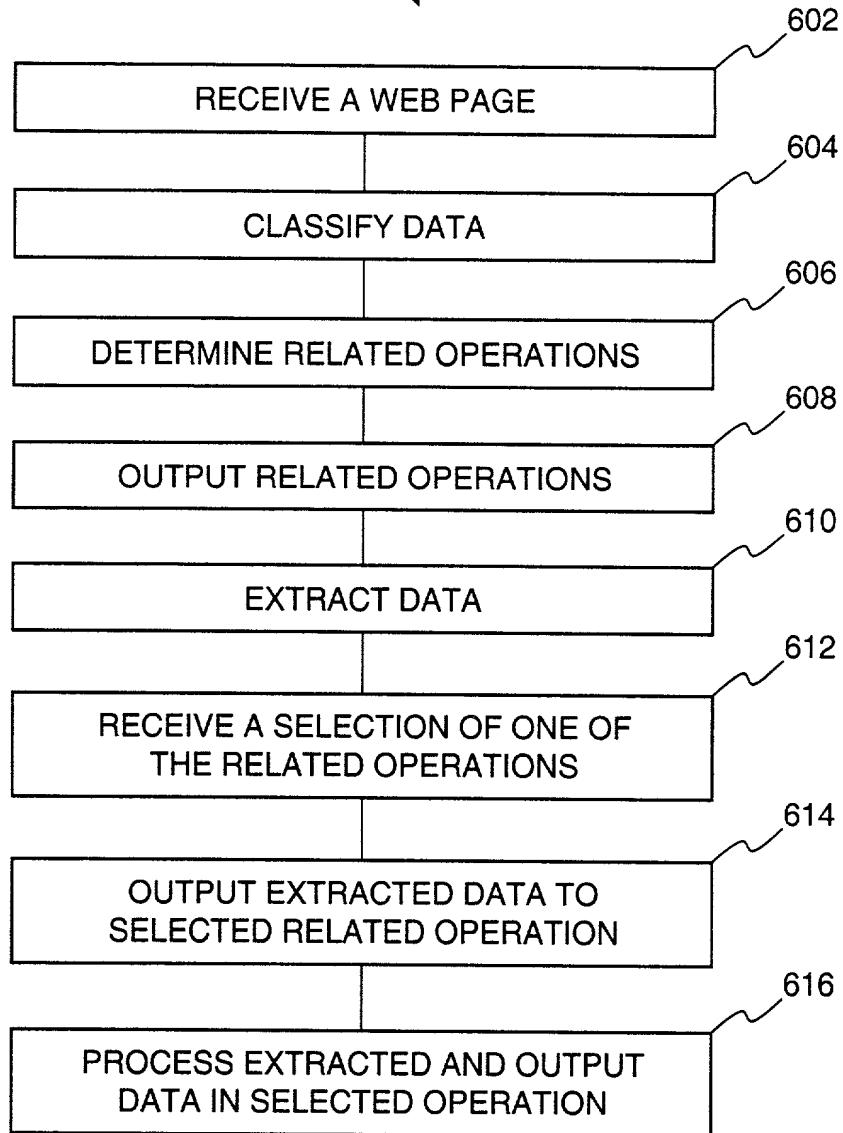 602
RECEIVE A WEB PAGE
604
CLASSIFY DATA
606
DETERMINE RELATED OPERATIONS
608
OUTPUT RELATED OPERATIONS
610
EXTRACT DATA
612
RECEIVE A SELECTION OF ONE OF
THE RELATED OPERATIONS
614
OUTPUT EXTRACTED DATA TO
SELECTED RELATED OPERATION
616
PROCESS EXTRACTED AND OUTPUT
DATA IN SELECTED OPERATION